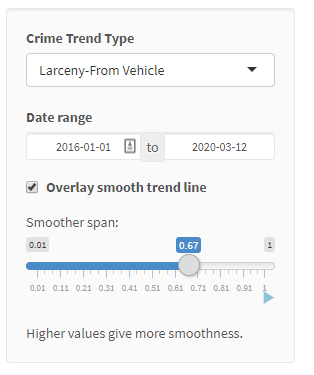 Crime Trend Type
Larceny-From Vehicle
Date range
2016-01-01 to 2020-03-12
Overlay smooth trend line
Smoother span:
0.01 0.67 1
0.01 0.11 0.21 0.31 0.41 0.51 0.61 0.71 0.81 0.91 1
Higher values give more smoothness.